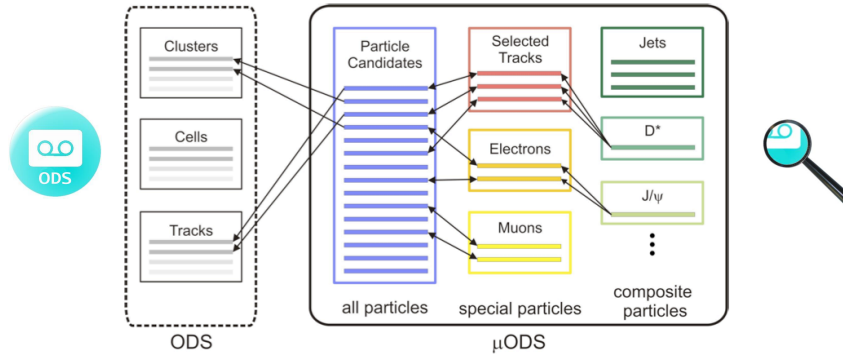 ODS
Clusters
Cells
Tracks
ODS
Particle
Candidates
all particles
Selected
Tracks
Electrons
Muons
special particles
Jets
D*
J/ψ
composite
particles
μODS